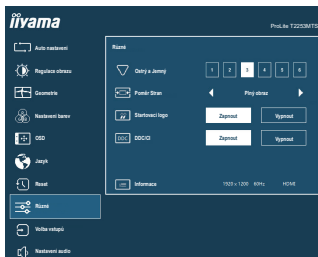 iiyama
ProLite T2253MTS
Auto nastavení
Regulace obrazu
Geometrie
Nastavení barev
OSD
Jazyk
Reset
Různé
Volba vstupů
Nastavení audio
Různé
Ostrý a Jemný
1 2 3 4 5 6
Poměr Stran
Plný obraz
Startovací logo
Zapnout
Vypnout
DDC
DDC/CI
Zapnout
Vypnout
Informace
1920 x 1200 60Hz HDMI